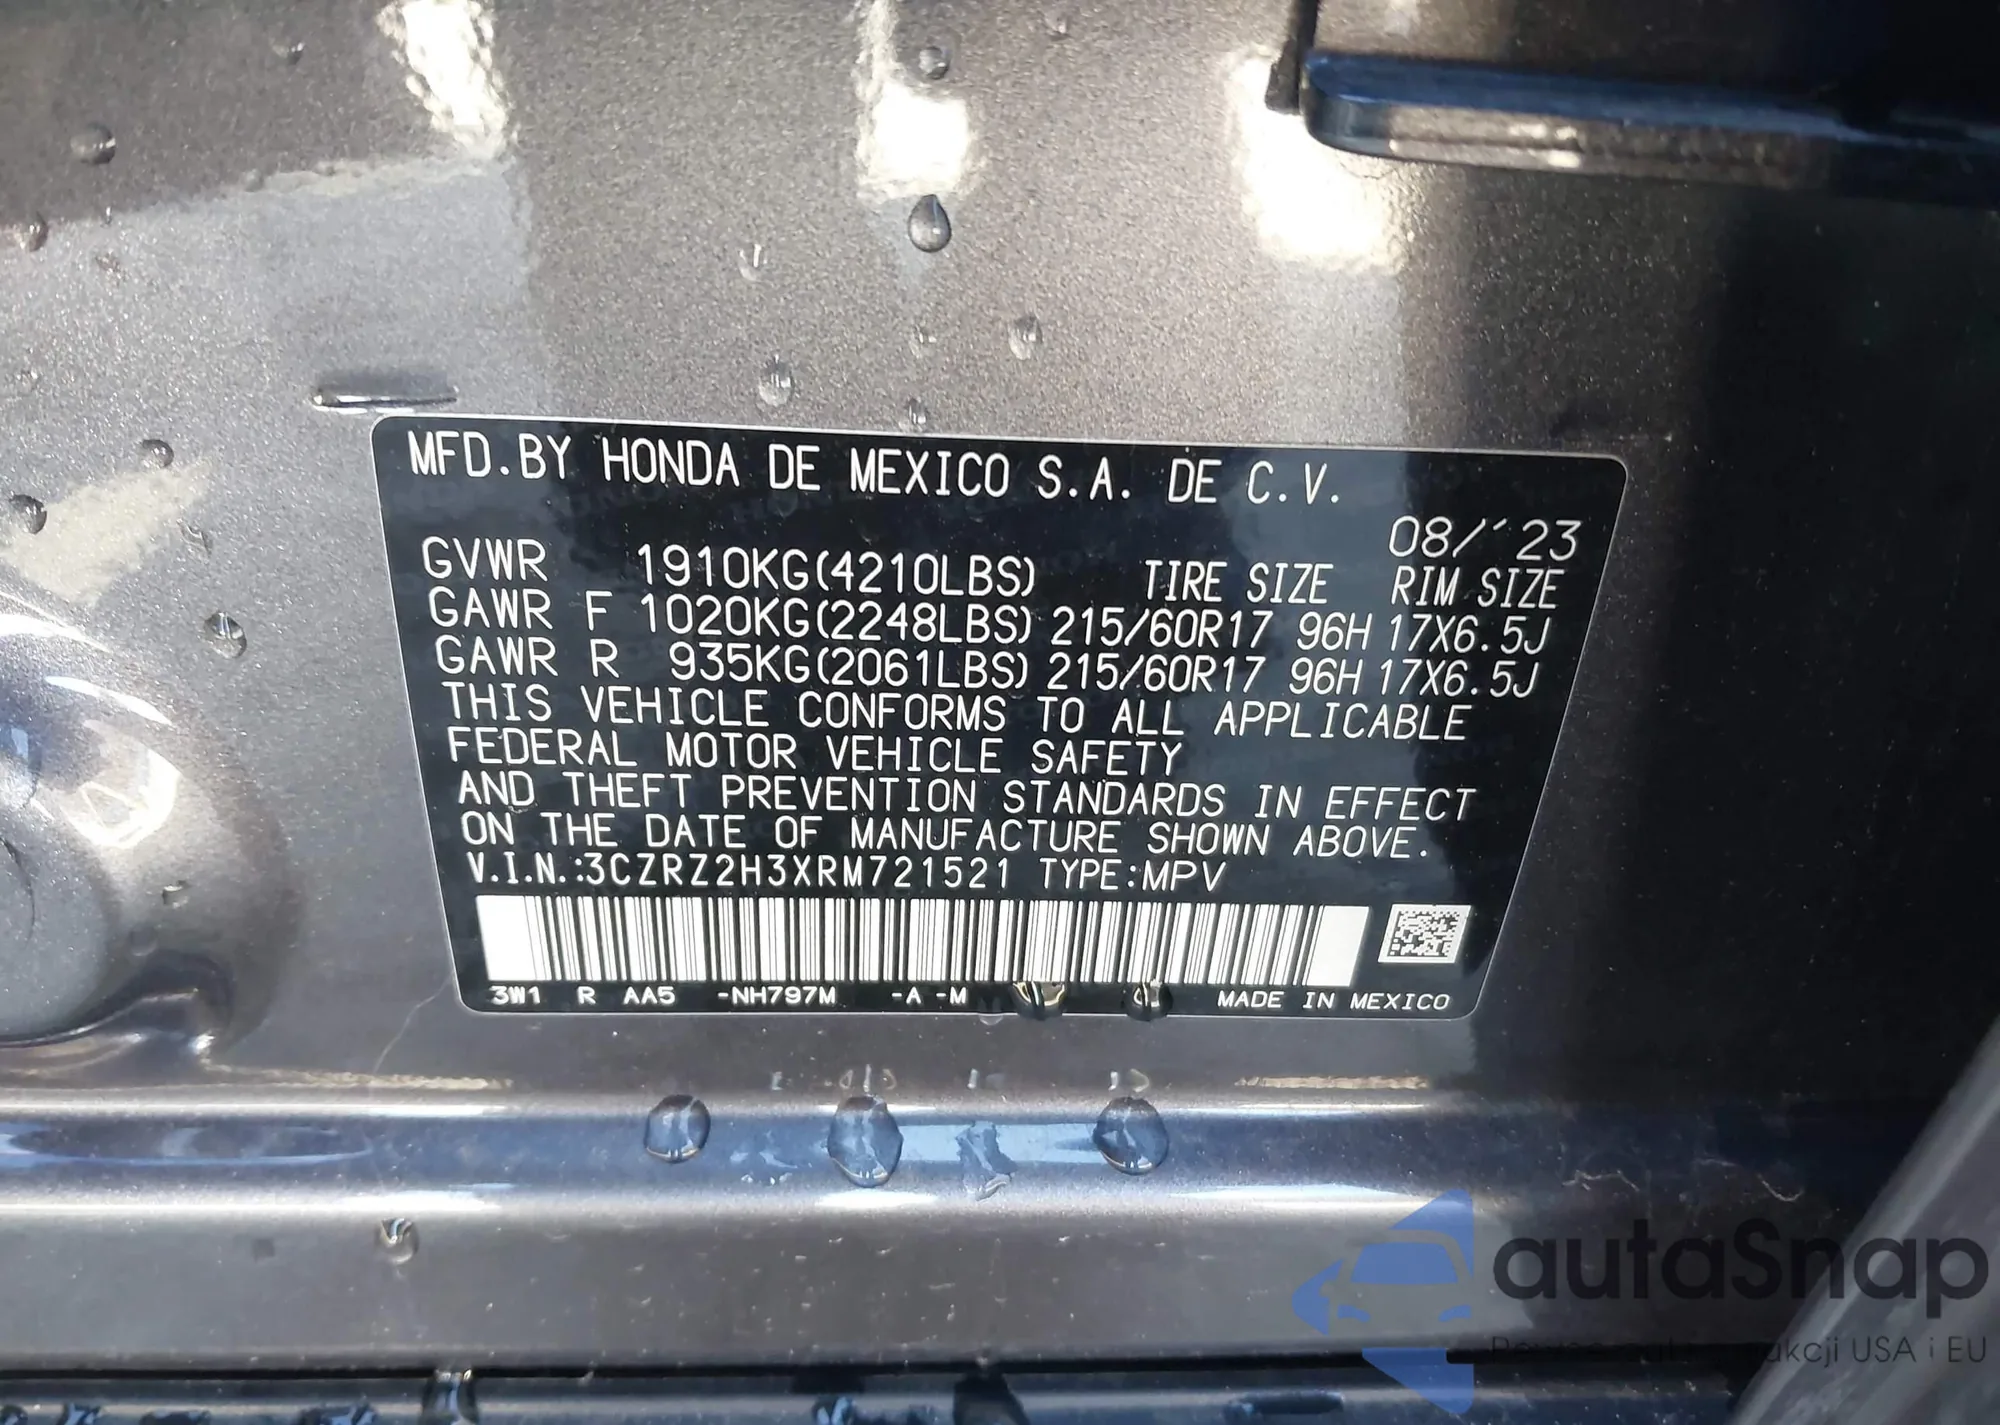 MFD.BY HONDA DE MEXICO S.A. DE C.V.
08/'23
GVWR 1910KG(4210LBS) TIRE SIZE RIM SIZE
GAWR F 1020KG(2248LBS) 215/60R17 96H 17X6.5J
GAWR R 935KG(2061LBS) 215/60R17 96H 17X6.5J
THIS VEHICLE CONFORMS TO ALL APPLICABLE
FEDERAL MOTOR VEHICLE SAFETY
AND THEFT PREVENTION STANDARDS IN EFFECT
ON THE DATE OF MANUFACTURE SHOWN ABOVE.
V.I.N.:3CZRZ2H3XRM721521 TYPE:MPV
3W1 R AA5 -NH797M -A -M MADE IN MEXICO
autaSnap
USA i EU